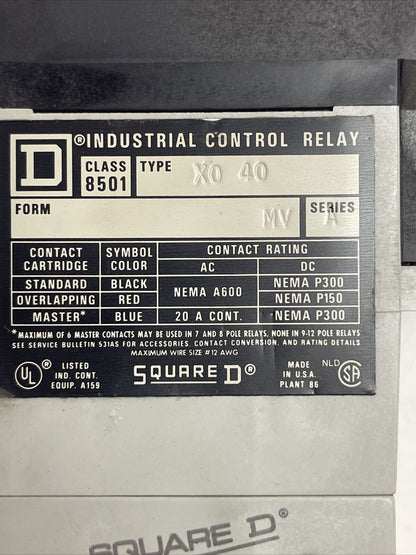 D ® INDUSTRIAL CONTROL RELAY
CLASS 8501 TYPE XO 40
FORM MV SERIES A
CONTACT CARTRIDGE SYMBOL COLOR CONTACT RATING
AC DC
STANDARD BLACK NEMA A600 NEMA P300
OVERLAPPING RED NEMA P150
MASTER* BLUE 20 A CONT. NEMA P300
*MAXIMUM OF 6 MASTER CONTACTS MAY BE USED IN 7 AND 8 POLE RELAYS, NONE IN 9-12 POLE RELAYS
SEE SERVICE BULLETIN 531AS FOR ACCESSORIES. CONTACT CONVERSION, AND RATING DETAILS
MAXIMUM WIRE SIZE #12 AWG
UL ® LISTED IND. CONT. EQUIP. A159 SQUARE D ® MADE IN U.S.A. PLANT 86 NLD SA ®
SQUARE D ®